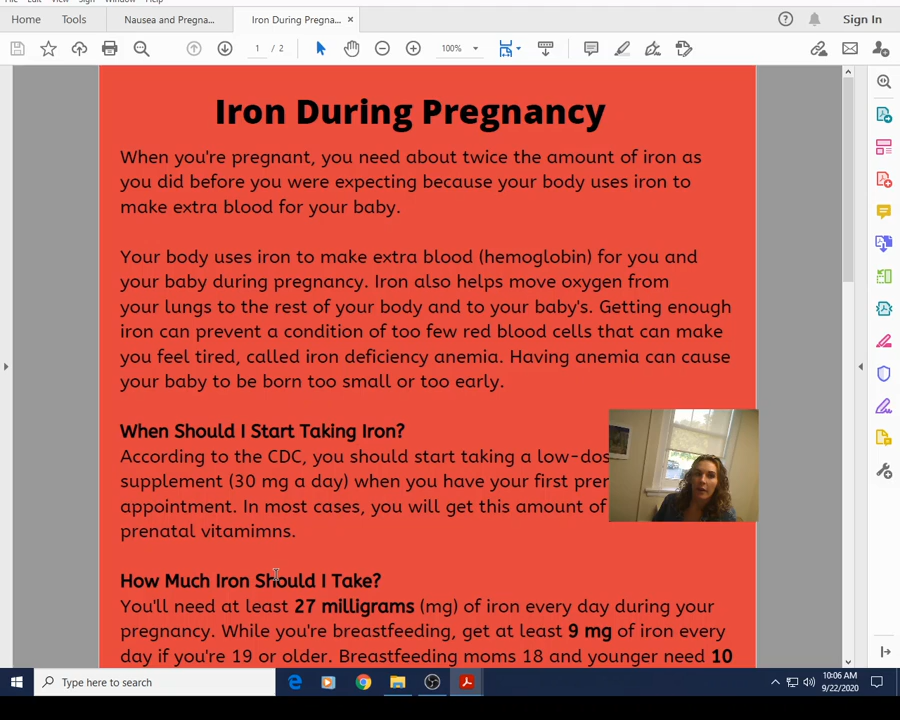 Home Tools Nausea and Pregna... Iron During Pregna... × Sign In
1 / 2 100%
Iron During Pregnancy
When you're pregnant, you need about twice the amount of iron as
you did before you were expecting because your body uses iron to
make extra blood for your baby.
Your body uses iron to make extra blood (hemoglobin) for you and
your baby during pregnancy. Iron also helps move oxygen from
your lungs to the rest of your body and to your baby's. Getting enough
iron can prevent a condition of too few red blood cells that can make
you feel tired, called iron deficiency anemia. Having anemia can cause
your baby to be born too small or too early.
When Should I Start Taking Iron?
According to the CDC, you should start taking a low-dos
supplement (30 mg a day) when you have your first pren
appointment. In most cases, you will get this amount of
prenatal vitamimns.
How Much Iron Should I Take?
You'll need at least 27 milligrams (mg) of iron every day during your
pregnancy. While you're breastfeeding, get at least 9 mg of iron every
day if you're 19 or older. Breastfeeding moms 18 and younger need 10
Type here to search
10:06 AM
9/22/2020